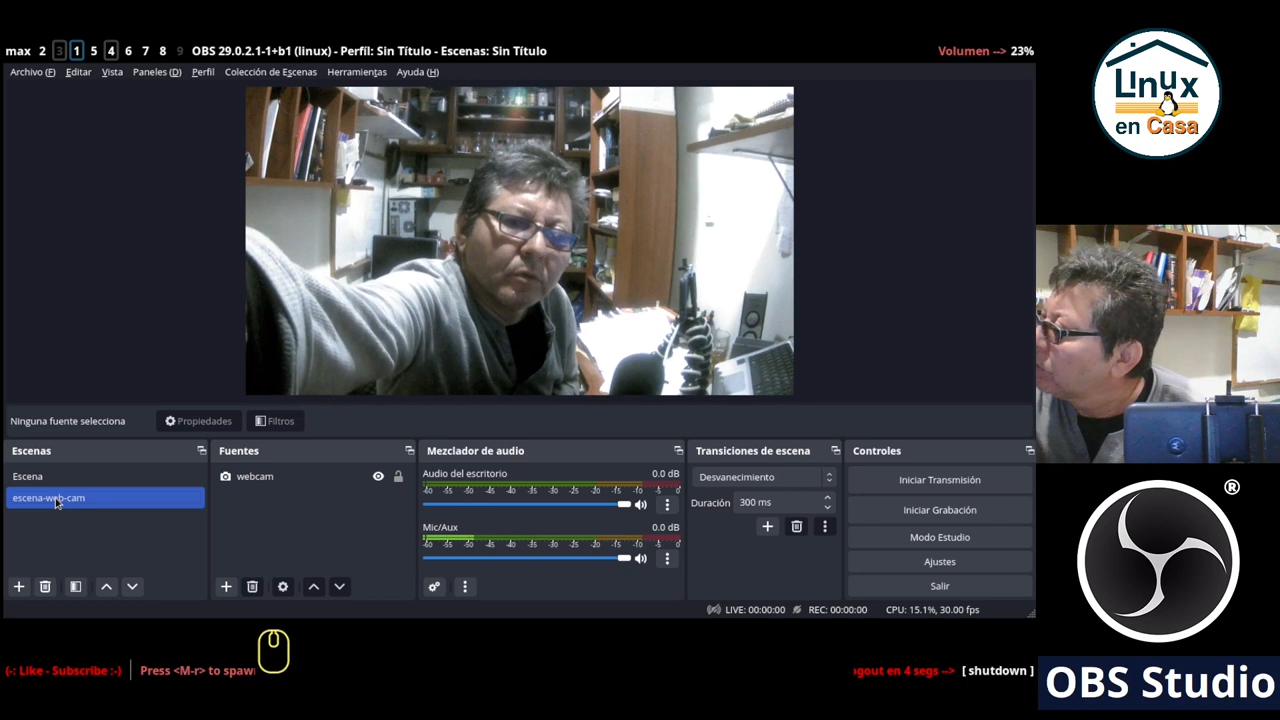 max 2 3 1 5 4 6 7 8 9 OBS 29.0.2.1-1+b1 (linux) - Perfil: Sin Título - Escenas: Sin Título
Volumen --> 23%
Archivo (F) Editar Vista Paneles (D) Perfil Colección de Escenas Herramientas Ayuda (H)
Linux
en Casa
Ninguna fuente selecciona
Propiedades
Filtros
Escenas
Escena
escena-web-cam
Fuentes
webcam
Mezclador de audio
Audio del escritorio 0.0 dB
-60 -55 -50 -45 -40 -35 -30 -25 -20 -15 -10 -5 0
Mic/Aux 0.0 dB
-60 -55 -50 -45 -40 -35 -30 -25 -20 -15 -10 -5 0
Transiciones de escena
Desvanecimiento
Duración 300 ms
Controles
Iniciar Transmisión
Iniciar Grabación
Modo Estudio
Ajustes
Salir
LIVE: 00:00:00 REC: 00:00:00 CPU: 15.1%, 30.00 fps
®
(-: Like - Subscribe :-) Press <M-r> to spaw
gout en 4 segs --> [ shutdown ]
OBS Studio